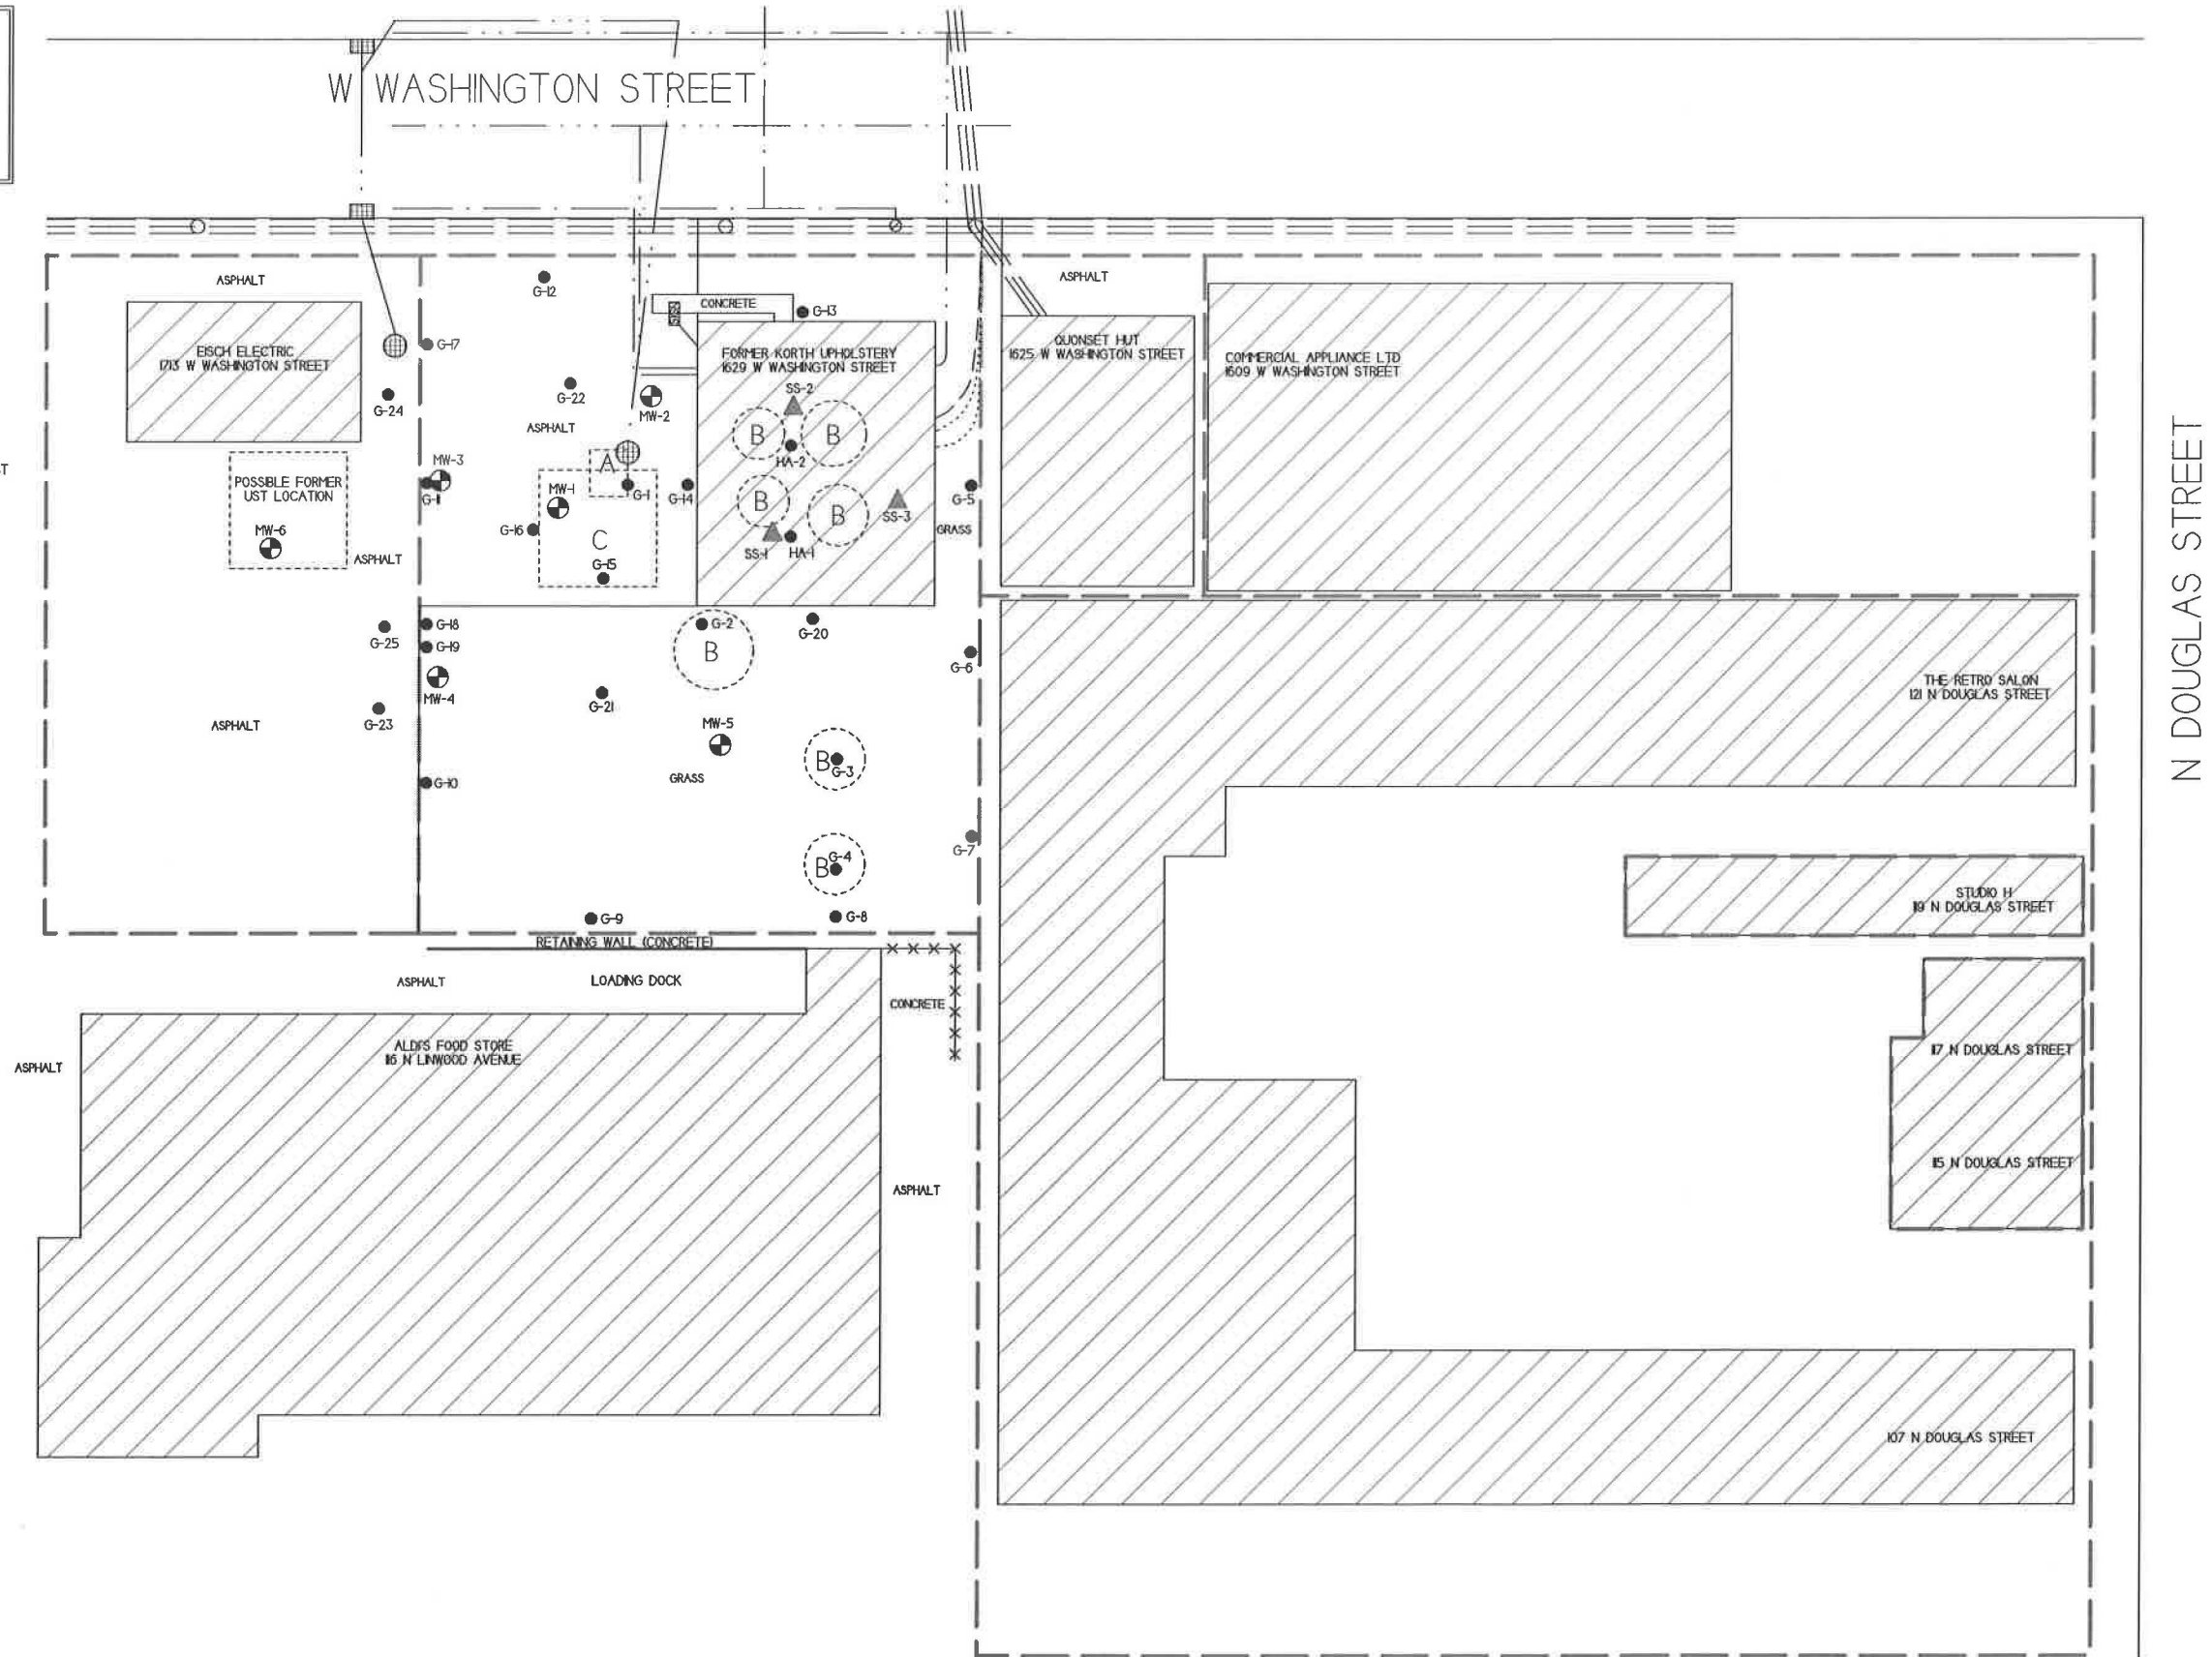 W WASHINGTON STREET
ASPHALT
G-12
CONCRETE
G-13
ASPHALT
EISCH ELECTRIC
1713 W WASHINGTON STREET
G-17
FORMER KORTH UPHOLSTERY
1629 W WASHINGTON STREET
QUONSET HUT
1625 W WASHINGTON STREET
COMMERCIAL APPLIANCE LTD
1609 W WASHINGTON STREET
G-24
G-22
MW-2
SS-2
ASPHALT
B
B
HA-2
N DOUGLAS STREET
POSSIBLE FORMER
UST LOCATION
MW-3
G-11
A
MW-1
G-1
G-14
B
B
SS-3
G-5
MW-6
G-16
C
SS-1
HA-1
GRASS
ASPHALT
G-15
G-25
G-18
G-19
G-2
B
G-20
G-6
MW-4
G-23
ASPHALT
G-21
MW-5
THE RETRO SALON
121 N DOUGLAS STREET
B
G-3
GRASS
G-10
G-7
B
G-4
G-9
G-8
STUDIO H
119 N DOUGLAS STREET
RETAINING WALL (CONCRETE)
ASPHALT
LOADING DOCK
CONCRETE
ALDI'S FOOD STORE
116 N LINWOOD AVENUE
ASPHALT
117 N DOUGLAS STREET
ASPHALT
115 N DOUGLAS STREET
107 N DOUGLAS STREET